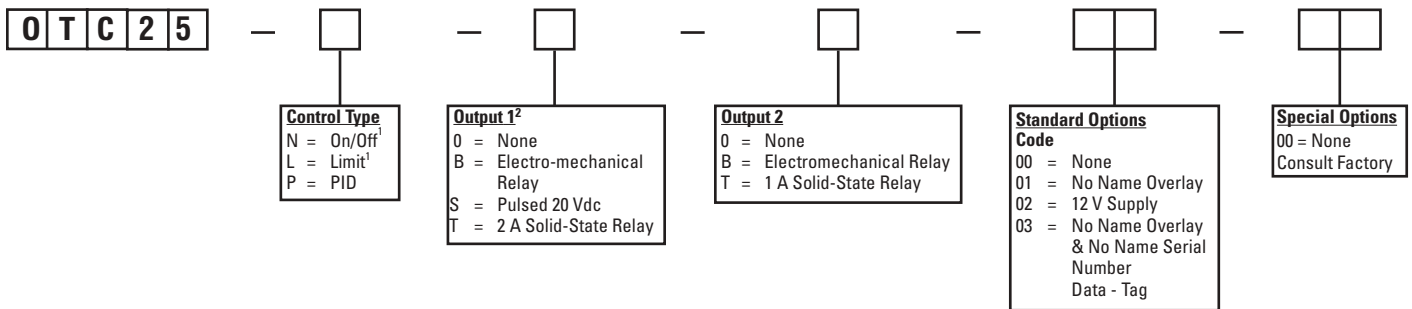 OTC25 — — — — —
Control Type
N = On/Off¹
L = Limit¹
P = PID
Output 1²
0 = None
B = Electro-mechanical
Relay
S = Pulsed 20 Vdc
T = 2 A Solid-State Relay
Output 2
0 = None
B = Electromechanical Relay
T = 1 A Solid-State Relay
Standard Options
Code
00 = None
01 = No Name Overlay
02 = 12 V Supply
03 = No Name Overlay
& No Name Serial
Number
Data - Tag
Special Options
00 = None
Consult Factory